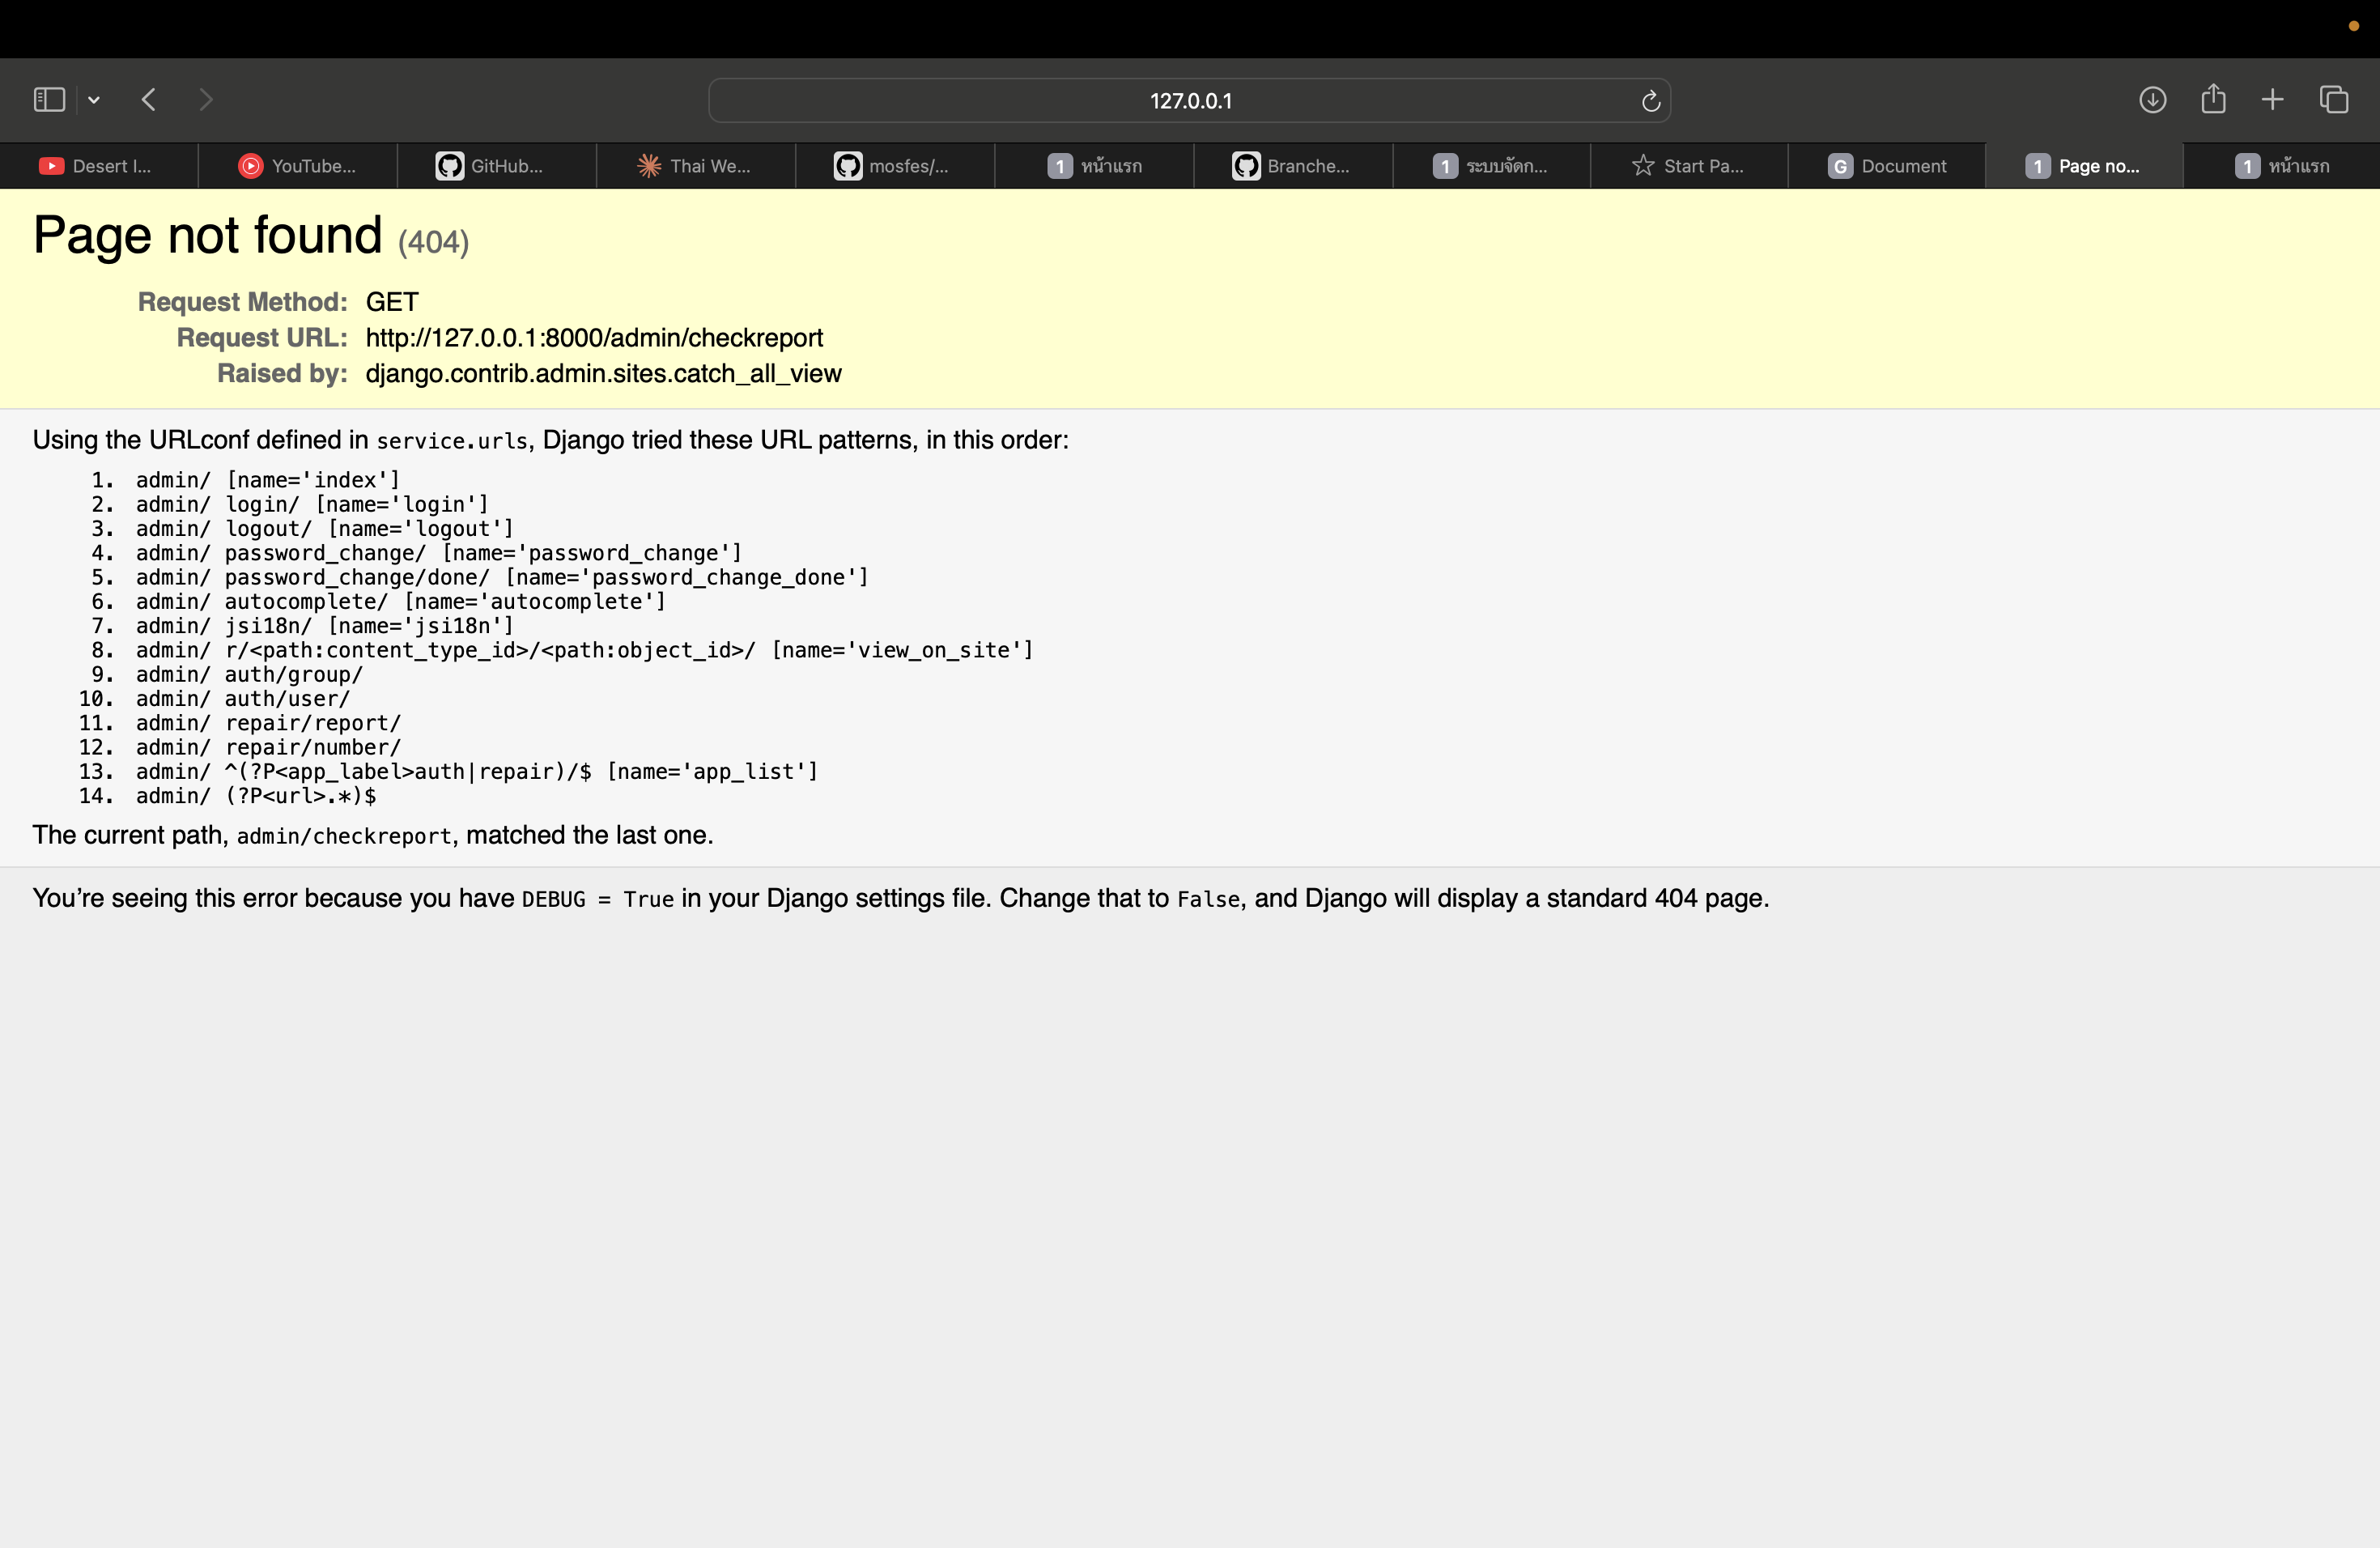 127.0.0.1
Desert I...
YouTube...
GitHub...
Thai We...
mosfes/...
1 หน้าแรก
Branche...
1 ระบบจัดก...
Start Pa...
G Document
1 Page no...
1 หน้าแรก
Page not found (404)
Request Method: GET
Request URL: http://127.0.0.1:8000/admin/checkreport
Raised by: django.contrib.admin.sites.catch_all_view
Using the URLconf defined in service.urls, Django tried these URL patterns, in this order:
1. admin/ [name='index']
2. admin/ login/ [name='login']
3. admin/ logout/ [name='logout']
4. admin/ password_change/ [name='password_change']
5. admin/ password_change/done/ [name='password_change_done']
6. admin/ autocomplete/ [name='autocomplete']
7. admin/ jsi18n/ [name='jsi18n']
8. admin/ r/<path:content_type_id>/<path:object_id>/ [name='view_on_site']
9. admin/ auth/group/
10. admin/ auth/user/
11. admin/ repair/report/
12. admin/ repair/number/
13. admin/ ^(?P<app_label>auth|repair)/$ [name='app_list']
14. admin/ (?P<url>.*)$
The current path, admin/checkreport, matched the last one.
You’re seeing this error because you have DEBUG = True in your Django settings file. Change that to False, and Django will display a standard 404 page.